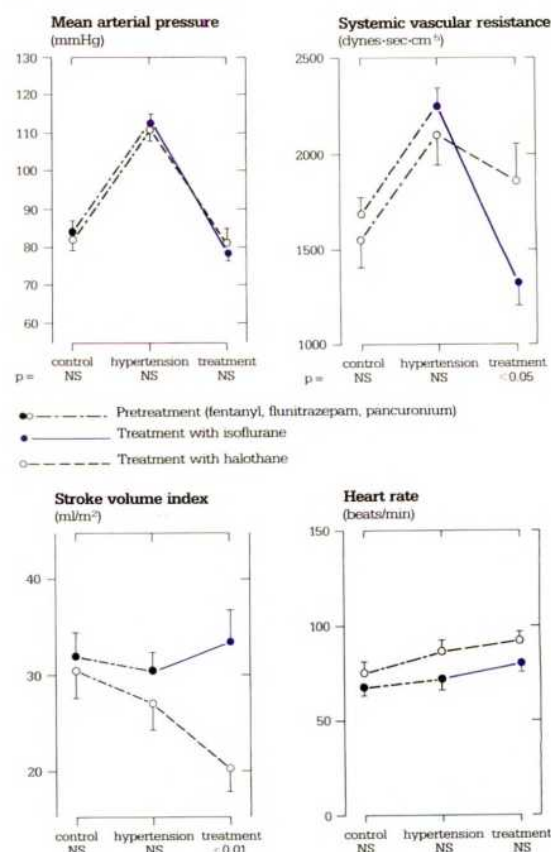 Mean arterial pressure
(mmHg)
130
120
110
100
90
80
70
60
control hypertension treatment
p = NS NS NS
Systemic vascular resistance
(dynes·sec·cm⁻⁵)
2500
2000
1500
1000
control hypertension treatment
p = NS NS <0.05
Pretreatment (fentanyl, flunitrazepam, pancuronium)
Treatment with isoflurane
Treatment with halothane
Stroke volume index
(ml/m²)
40
30
20
control hypertension treatment
NS NS <0.01
Heart rate
(beats/min)
150
100
50
0
control hypertension treatment
NS NS NS